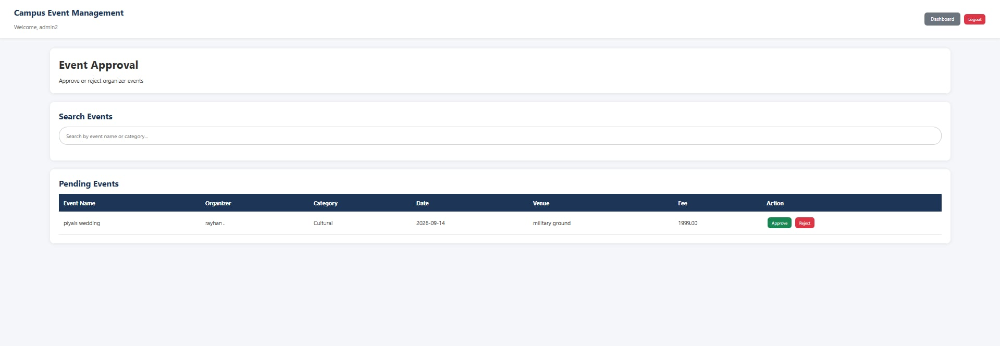 Campus Event Management
Welcome, admin2
Dashboard
Logout
Event Approval
Approve or reject organizer events
Search Events
Search by event name or category...
Pending Events
Event Name Organizer Category Date Venue Fee Action
piyals wedding rayhan . Cultural 2026-09-14 military ground 1999.00 Approve Reject